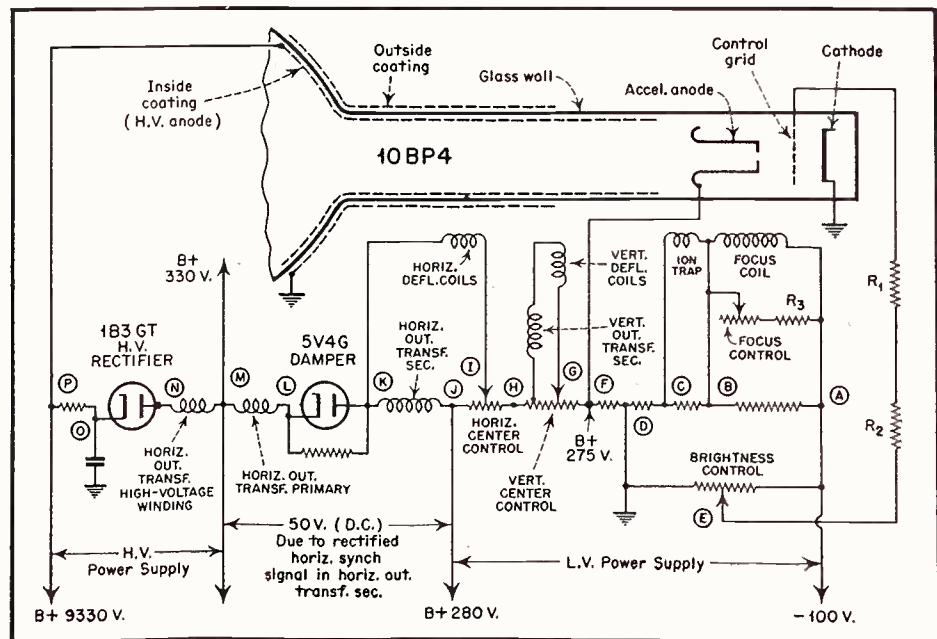 Outside
coating
Inside
coating
(H.V. anode)
Glass wall
Control
grid
Cathode
Accel. anode
10BP4
B+
330 V.
HORIZ.
DEFL. COILS
VERT.
DEFL.
COILS
ION
TRAP
FOCUS
COIL
R1
1B3 GT
H.V.
RECTIFIER
5V4G
DAMPER
HORIZ.
OUT.
TRANSF.
SEC.
VERT.
OUT.
TRANSF.
SEC.
R3
FOCUS
CONTROL
P
O
N
M
L
K
J
I
H
G
F
D
C
B
A
HORIZ.
OUT.
TRANSF.
HIGH-VOLTAGE
WINDING
HORIZ. OUT.
TRANSF. PRIMARY
HORIZ.
CENTER
CONTROL
VERT.
CENTER
CONTROL
B+
275 V.
R2
BRIGHTNESS
CONTROL
E
50 V. (D.C.)
Due to rectified
horiz. synch
signal in horiz. out.
transf. sec.
H.V.
Power Supply
L.V. Power Supply
B+ 9330 V.
B+ 280 V.
-100 V.